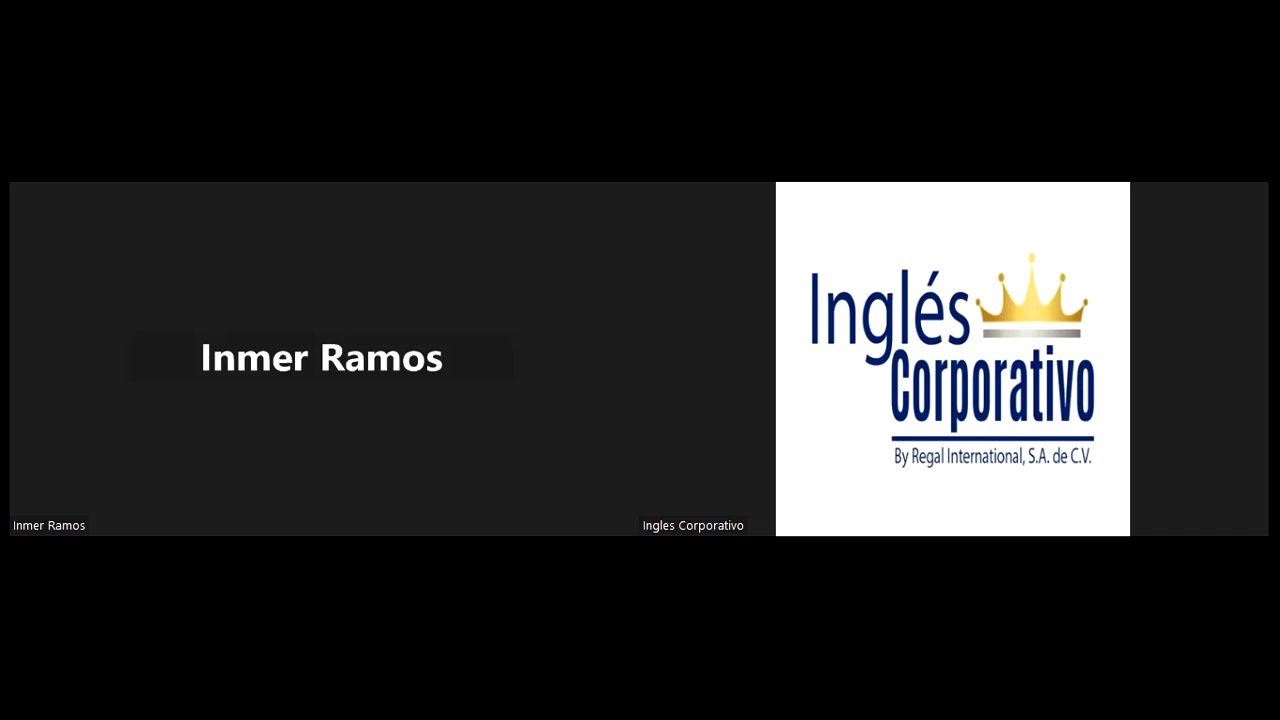 Inmer Ramos
Inmer Ramos
Inglés
Corporativo
By Regal International, S.A. de C.V.
Ingles Corporativo